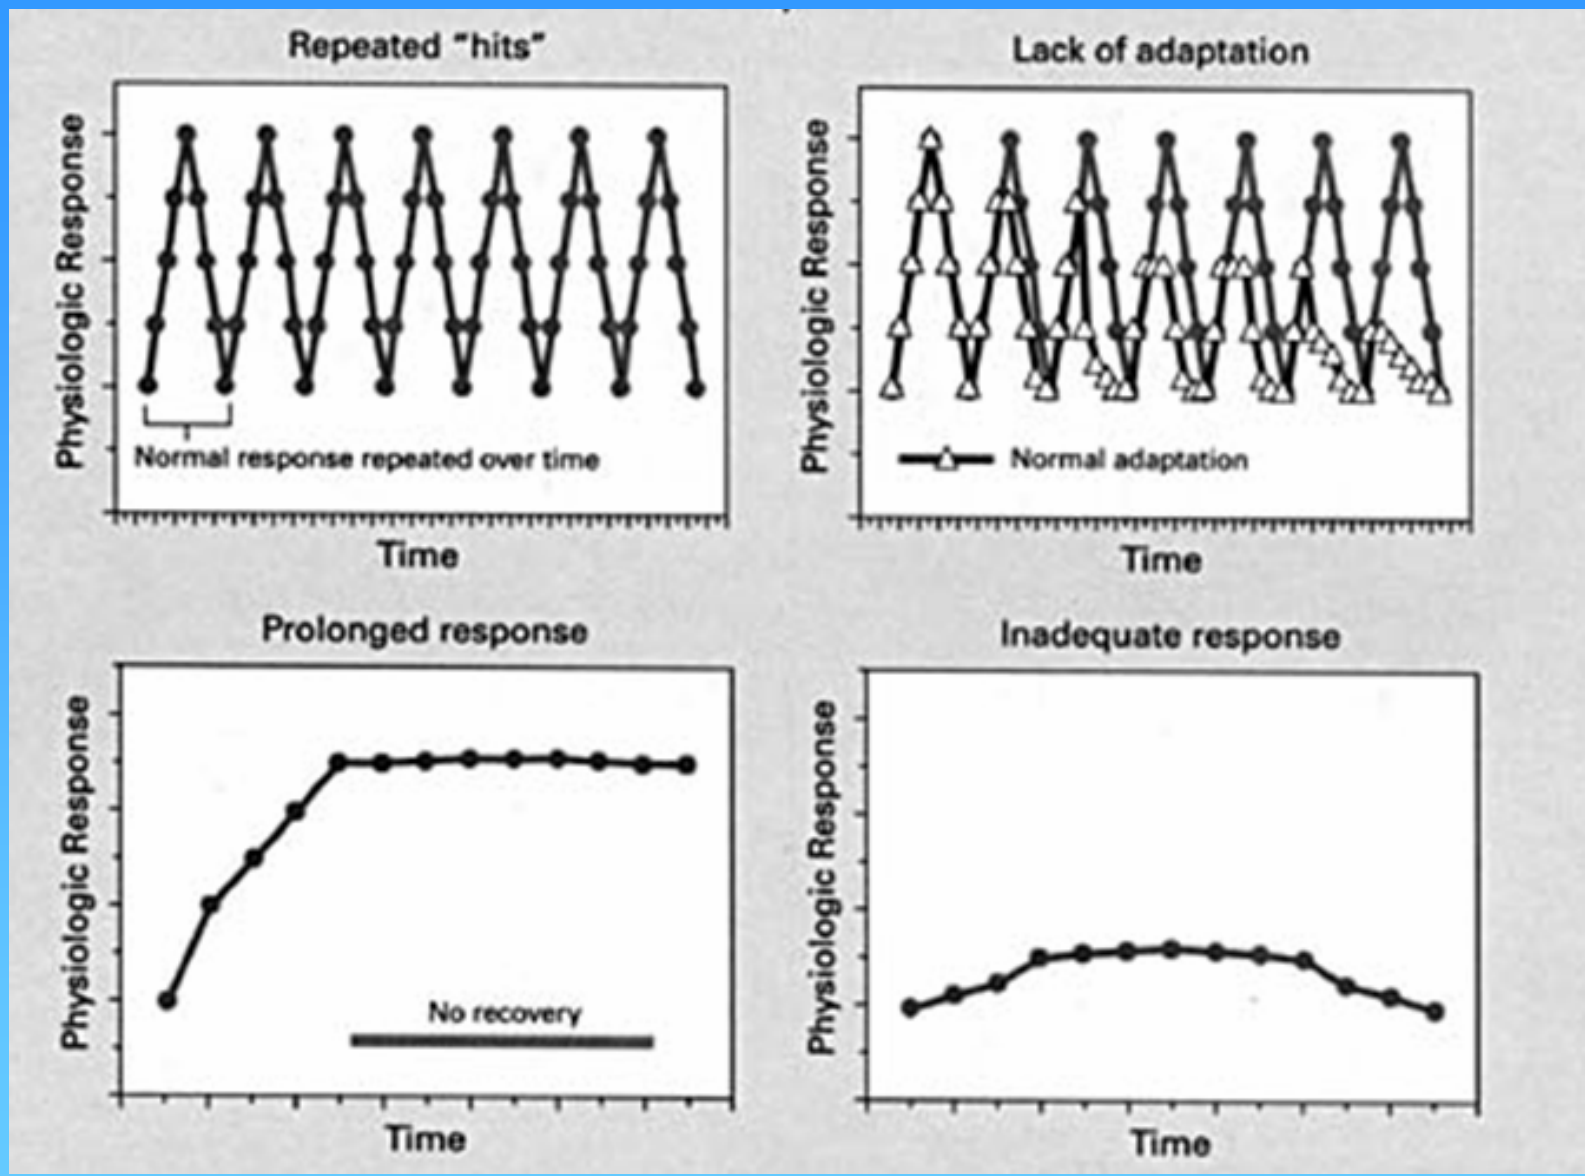 Repeated "hits"
Physiologic Response
Normal response repeated over time
Time
Lack of adaptation
Physiologic Response
Normal adaptation
Time
Prolonged response
Physiologic Response
No recovery
Time
Inadequate response
Physiologic Response
Time